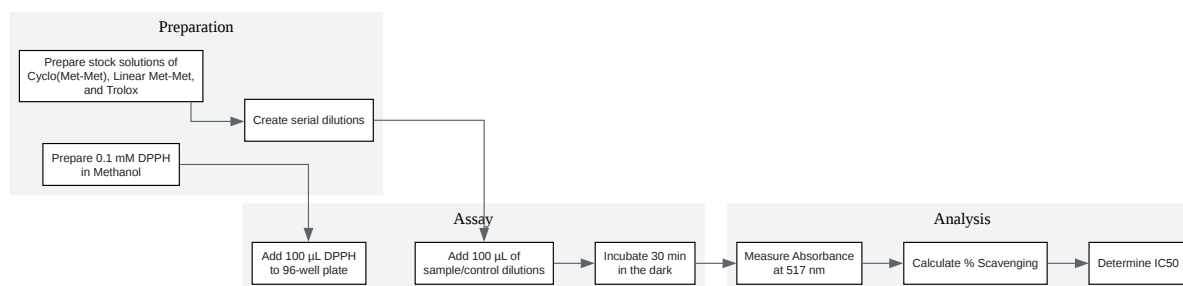 Preparation
Prepare stock solutions of
Cyclo(Met-Met), Linear Met-Met,
and Trolox
Create serial dilutions
Prepare 0.1 mM DPPH
in Methanol
Assay
Add 100 µL DPPH
to 96-well plate
Add 100 µL of
sample/control dilutions
Incubate 30 min
in the dark
Analysis
Measure Absorbance
at 517 nm
Calculate % Scavenging
Determine IC50